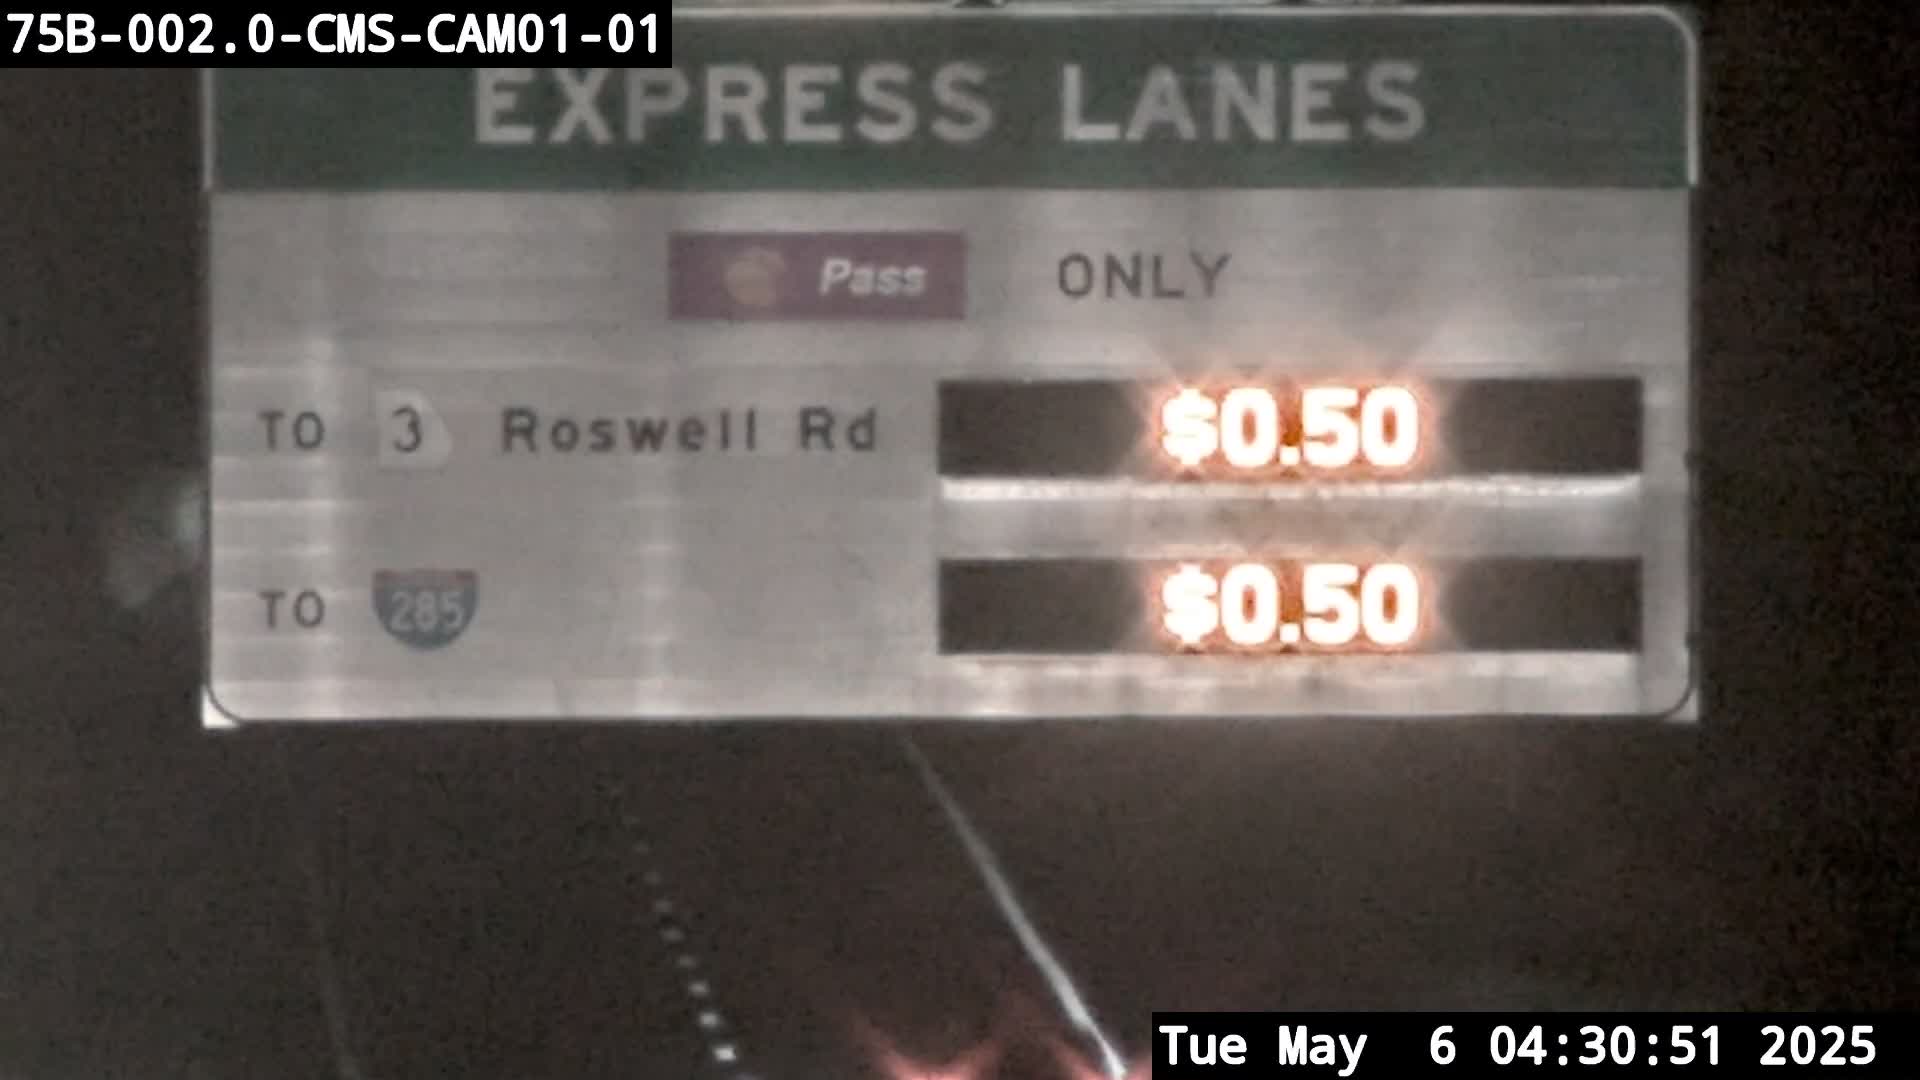 75B-002.0-CMS-CAM01-01
EXPRESS LANES
Pass ONLY
TO 3 Roswell Rd $0.50
TO 285 $0.50
Tue May 6 04:30:51 2025